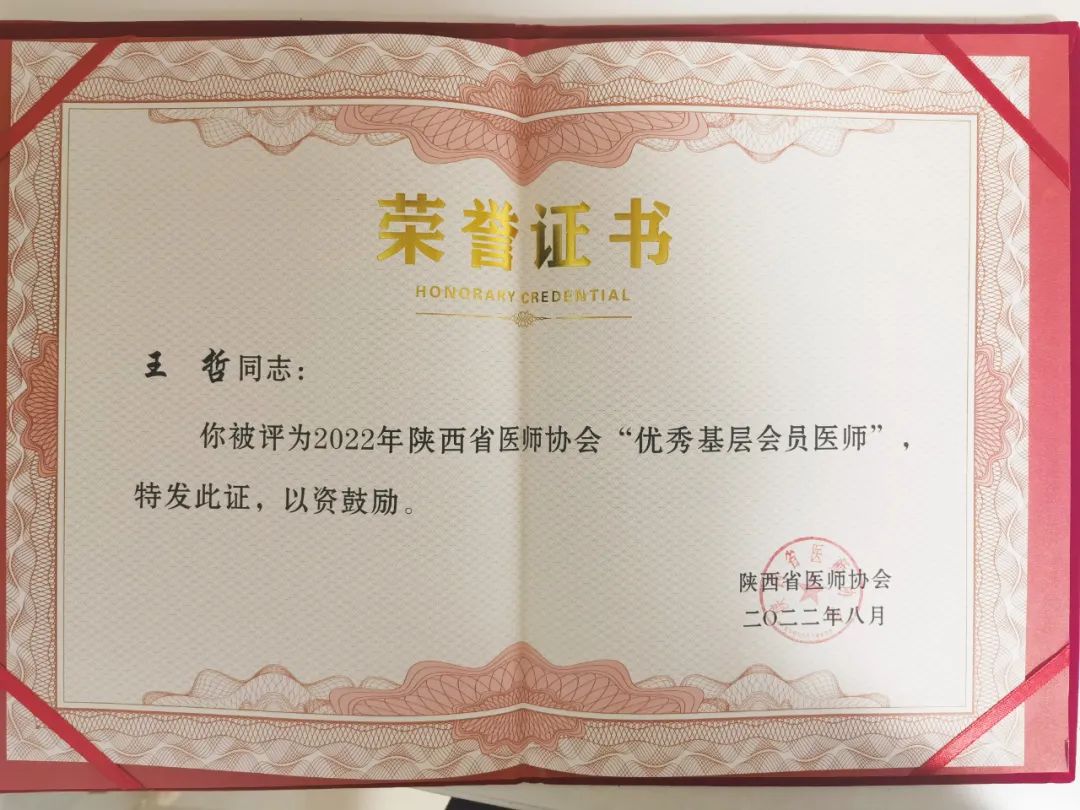 荣誉证书
HONORARY CREDENTIAL
王 哲同志：
你被评为2022年陕西省医师协会“优秀基层会员医师”，
特发此证，以资鼓励。
陕西省医师协会
二〇二二年八月